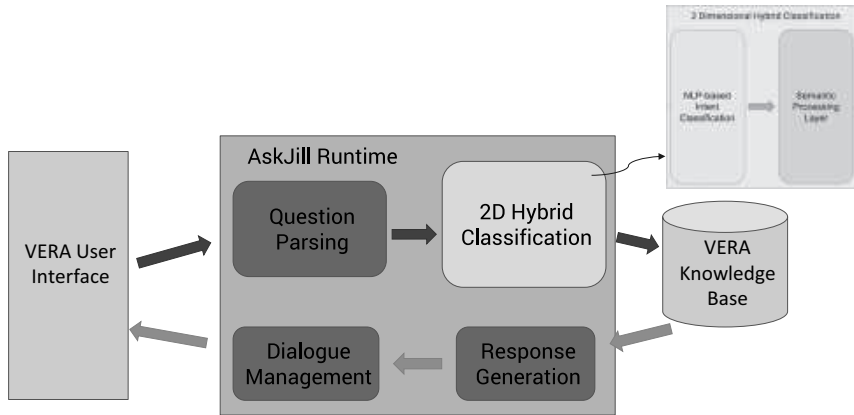 2 Dimensional Hybrid Classification
NLP-based
Intent
Classification
Semantic
Processing
Layer
AskJill Runtime
VERA User
Interface
Question
Parsing
2D Hybrid
Classification
VERA
Knowledge
Base
Dialogue
Management
Response
Generation